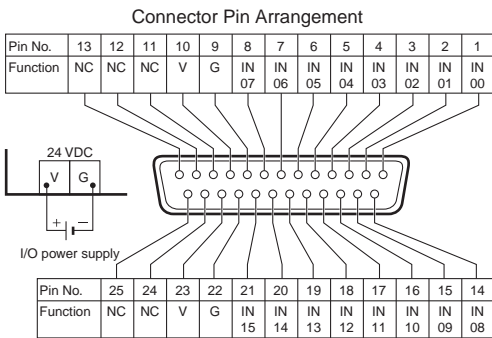 Connector Pin Arrangement
Pin No. 13 12 11 10 9 8 7 6 5 4 3 2 1
Function NC NC NC V G IN 07 IN 06 IN 05 IN 04 IN 03 IN 02 IN 01 IN 00
24 VDC
V G
+ −
I/O power supply
Pin No. 25 24 23 22 21 20 19 18 17 16 15 14
Function NC NC V G IN 15 IN 14 IN 13 IN 12 IN 11 IN 10 IN 09 IN 08